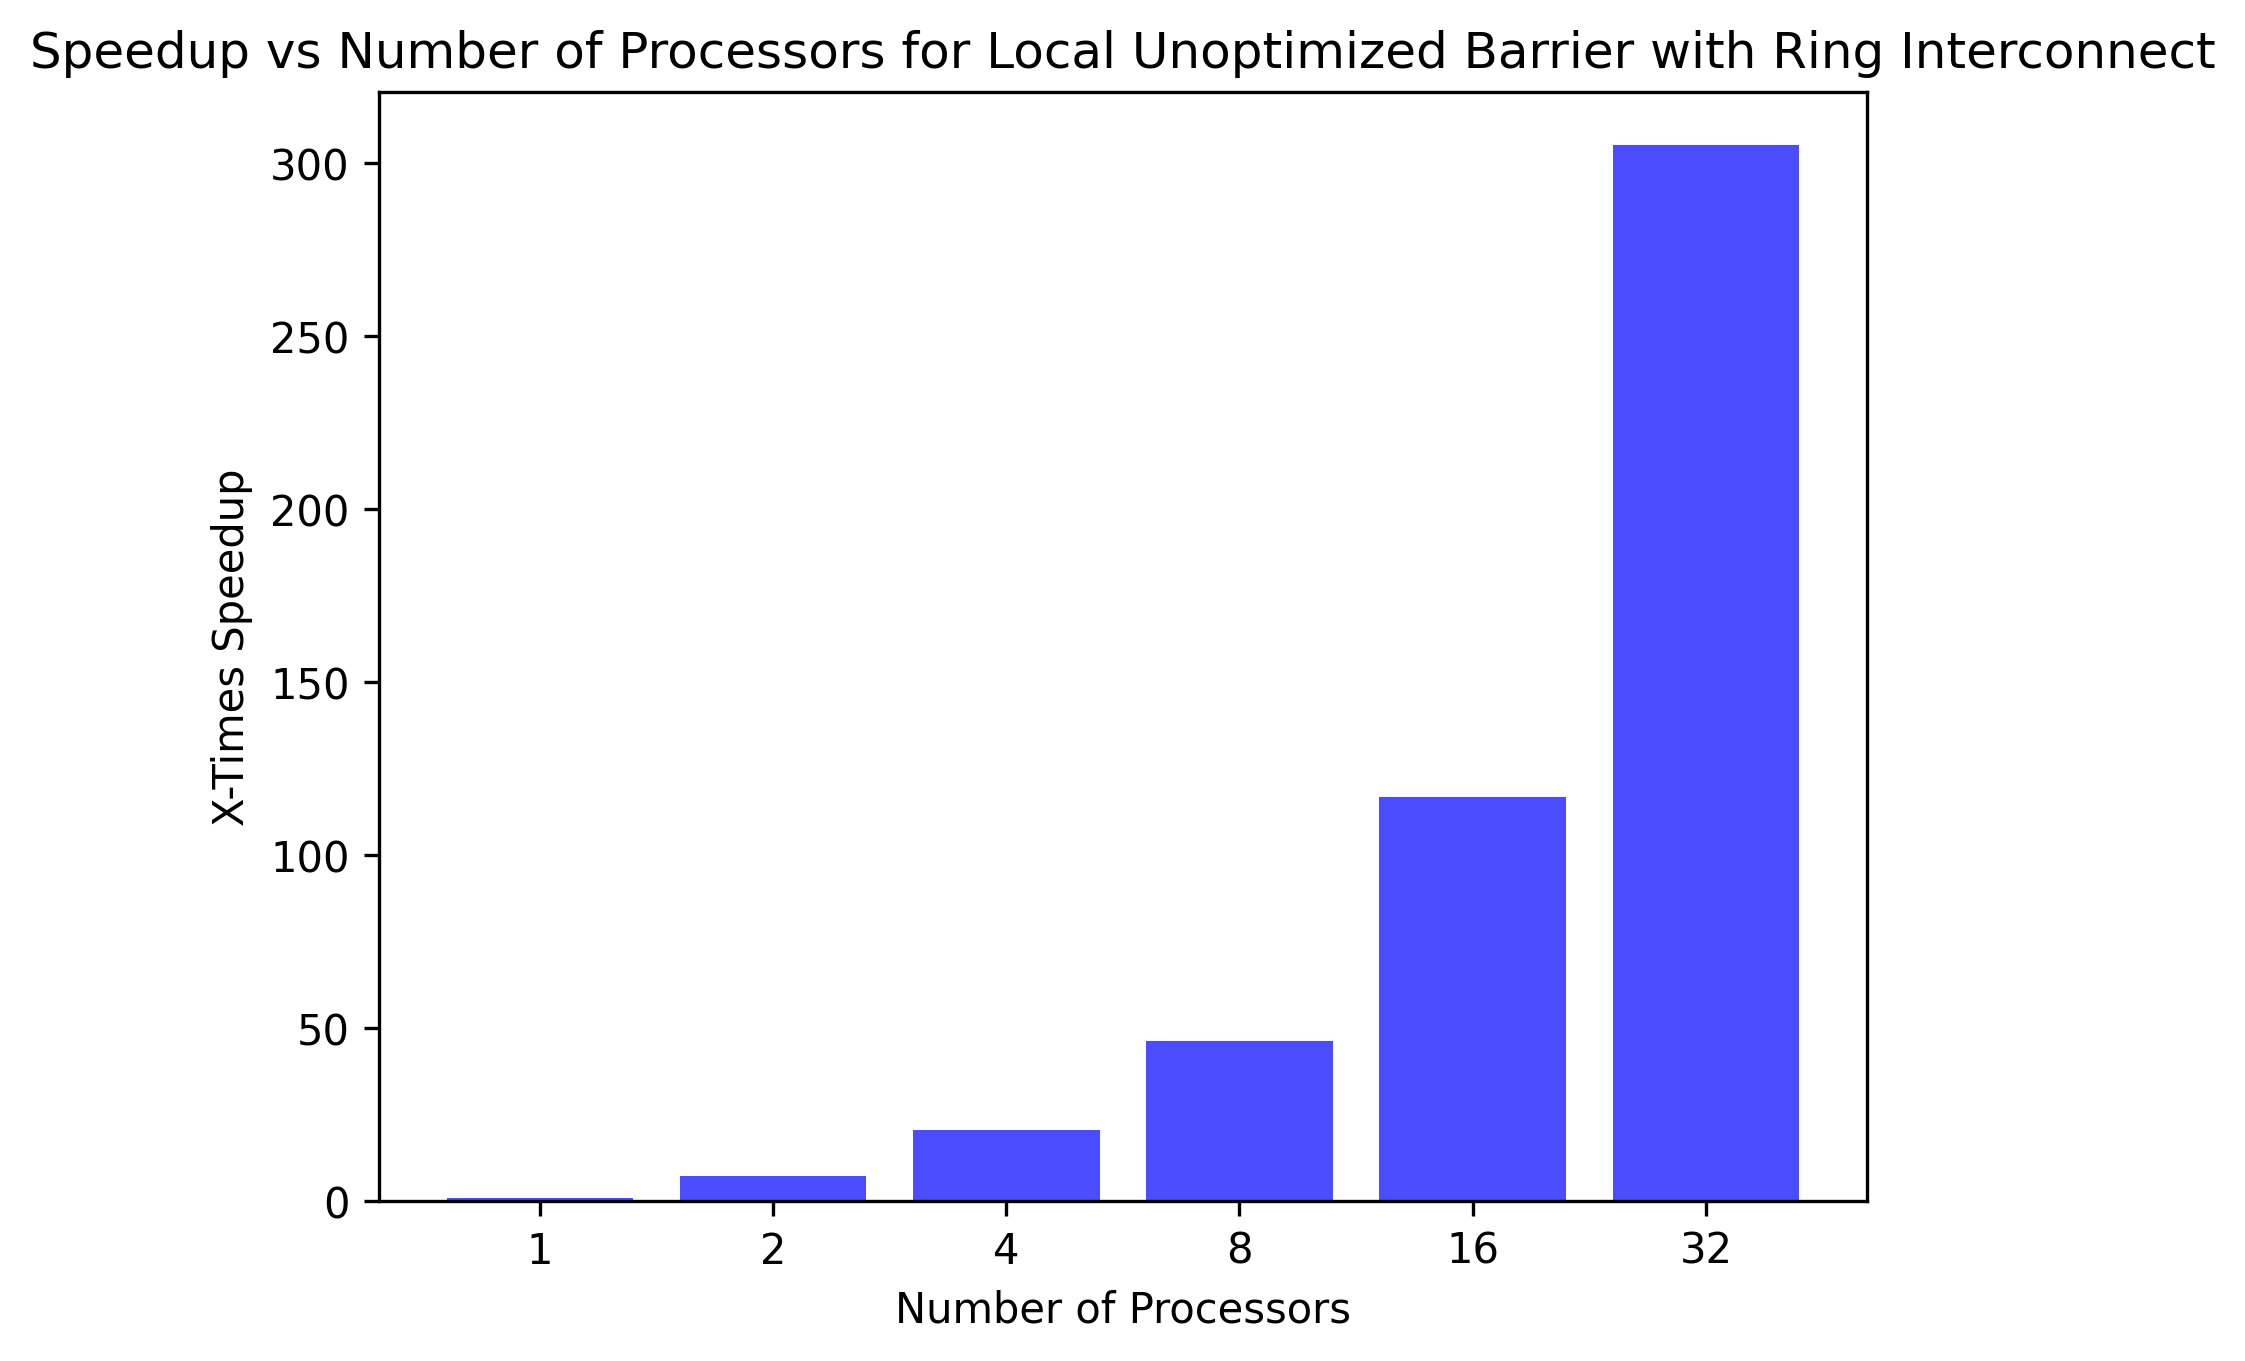 Speedup vs Number of Processors for Local Unoptimized Barrier with Ring Interconnect
X-Times Speedup
300
250
200
150
100
50
0
1 2 4 8 16 32
Number of Processors